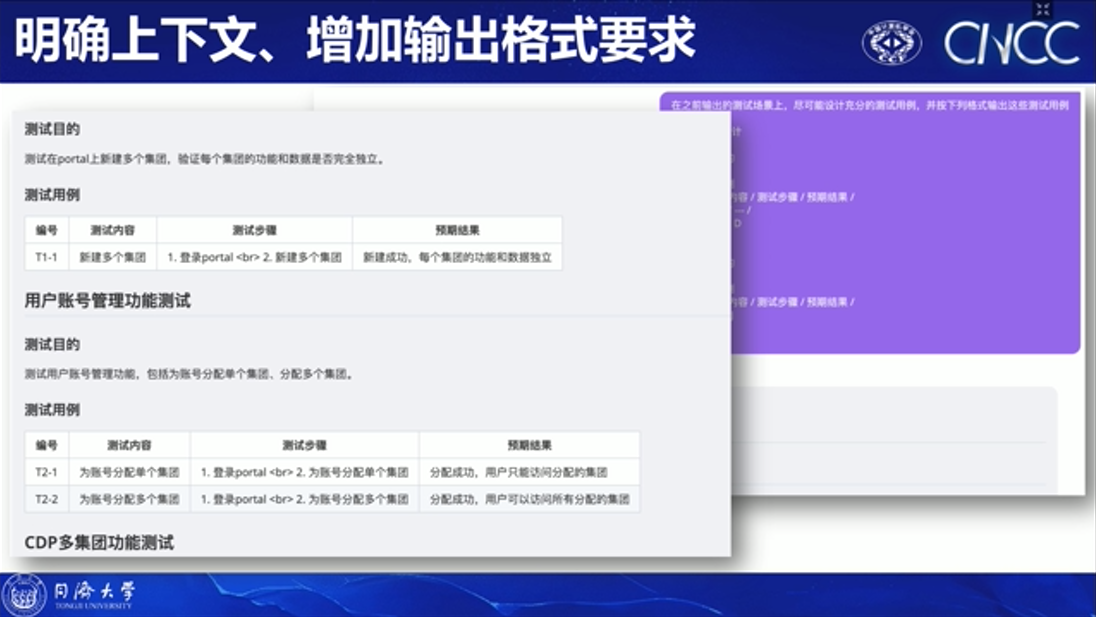 明确上下文、增加输出格式要求
CNCC
CCF
在之前输出的测试场景上，尽可能设计充分的测试用例，并按下列格式输出这些测试用例
计
内容 / 测试步骤 / 预期结果 /
— /
D
内容 / 测试步骤 / 预期结果 /
测试目的
测试在portal上新建多个集团，验证每个集团的功能和数据是否完全独立。
测试用例
编号 测试内容 测试步骤 预期结果
T1-1 新建多个集团 1. 登录portal <br> 2. 新建多个集团 新建成功，每个集团的功能和数据独立
用户账号管理功能测试
测试目的
测试用户账号管理功能，包括为账号分配单个集团、分配多个集团。
测试用例
编号 测试内容 测试步骤 预期结果
T2-1 为账号分配单个集团 1. 登录portal <br> 2. 为账号分配单个集团 分配成功，用户只能访问分配的集团
T2-2 为账号分配多个集团 1. 登录portal <br> 2. 为账号分配多个集团 分配成功，用户可以访问所有分配的集团
CDP多集团功能测试
同济大学
TONGJI UNIVERSITY